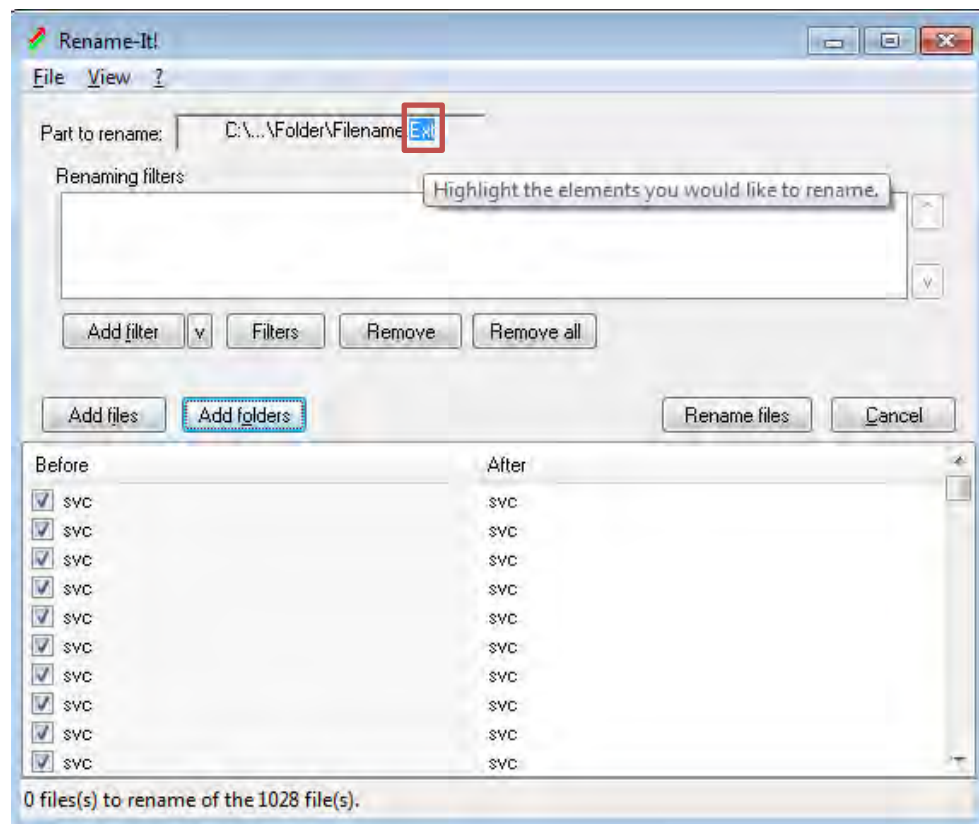 Rename-It!
File View ?
Part to rename: C:\...\Folder\Filename.Ext
Renaming filters
Highlight the elements you would like to rename.
Add filter v Filters Remove Remove all
Add files Add folders Rename files Cancel
Before After
svc svc
svc svc
svc svc
svc svc
svc svc
svc svc
svc svc
svc svc
svc svc
svc svc
0 files(s) to rename of the 1028 file(s).